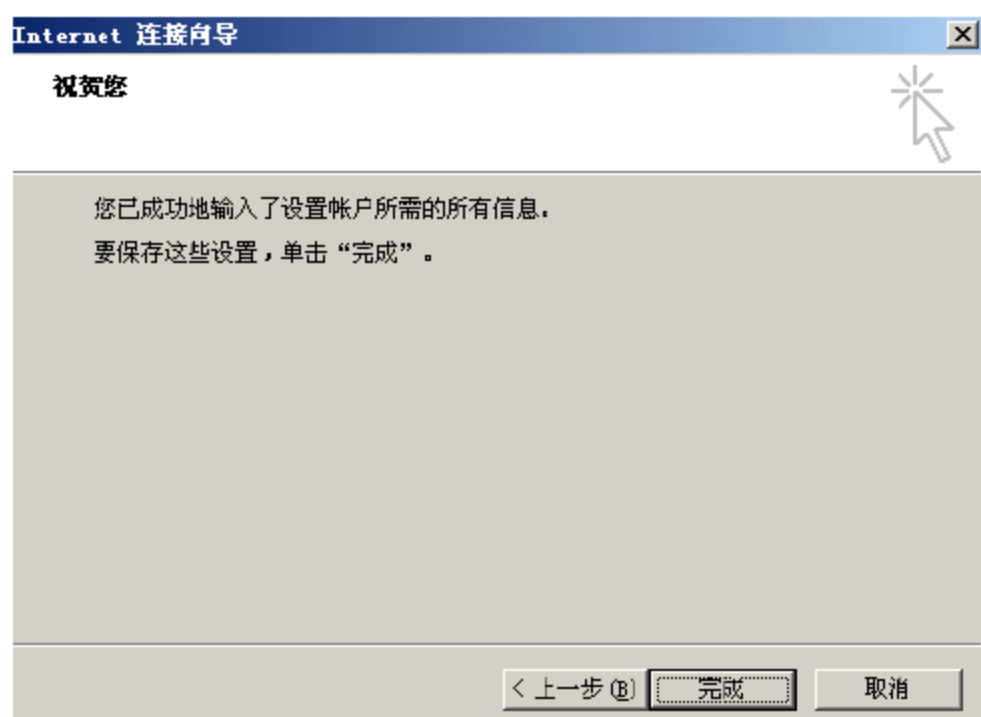 Internet 连接向导
祝贺您
您已成功地输入了设置帐户所需的所有信息。
要保存这些设置，单击“完成”。
< 上一步(B) 完成 取消